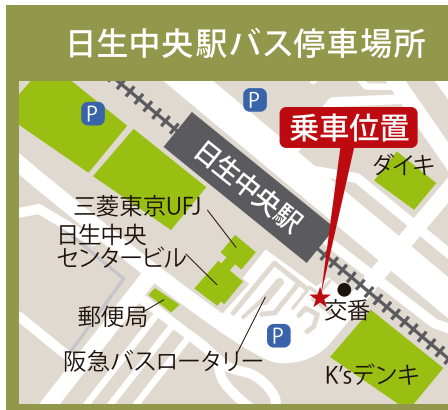 日生中央駅バス停車場所
P
P
乗車位置
ダイキ
日生中央駅
三菱東京UFJ
日生中央
センタービル
郵便局
交番
阪急バスロータリー
P
K'sデンキ